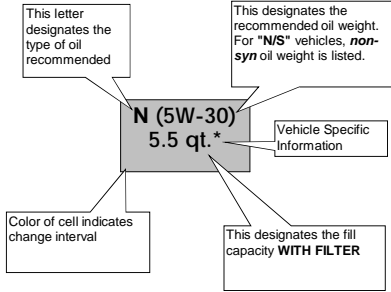 This letter
designates the
type of oil
recommended
This designates the
recommended oil weight.
For "N/S" vehicles, non-
syn oil weight is listed.
N (5W-30)
5.5 qt.*
Vehicle Specific
Information
Color of cell indicates
change interval
This designates the fill
capacity WITH FILTER